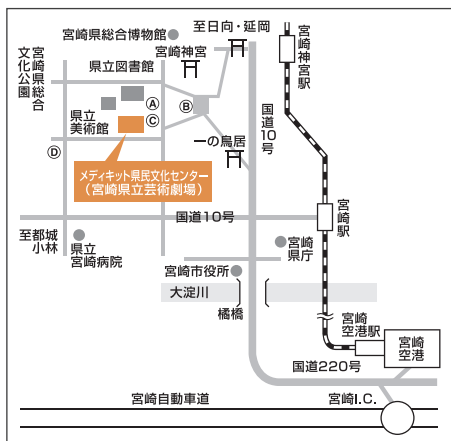 至日向・延岡
宮崎県総合博物館
宮崎神宮
宮崎県総合
文化公園
県立図書館
宮崎
神宮駅
Ⓐ
Ⓑ
県立
美術館
Ⓒ
国道10号
一の鳥居
Ⓓ
メディキット県民文化センター
(宮崎県立芸術劇場)
国道10号
宮崎駅
至都城
小林
県立
宮崎病院
宮崎
県庁
宮崎市役所
大淀川
橘橋
宮崎
空港駅
宮崎
空港
国道220号
宮崎自動車道
宮崎I.C.